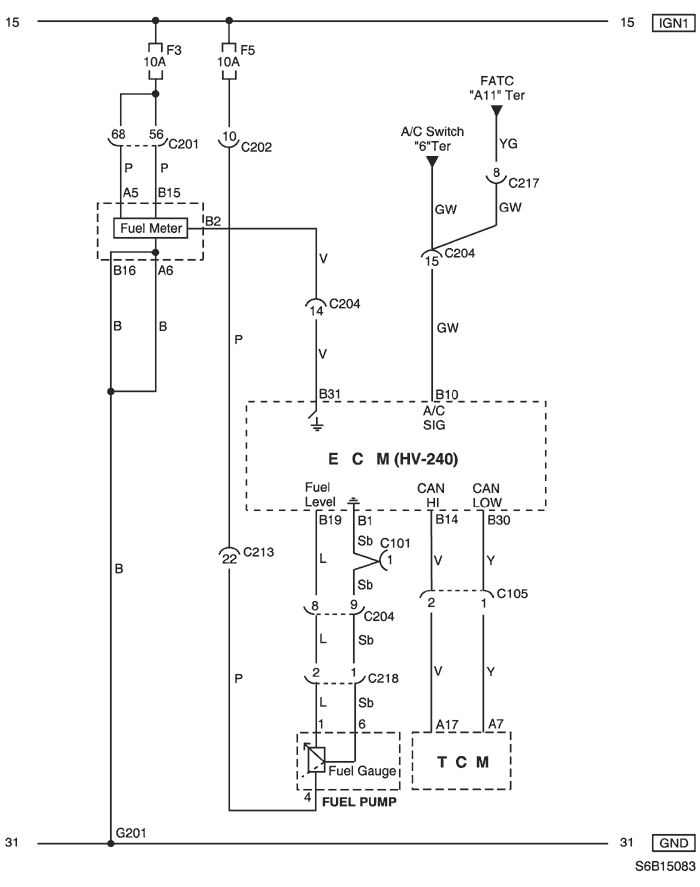 15
15 IGN1
F3
10A
F5
10A
FATC
"A11" Ter
A/C Switch
"6"Ter
68
56
C201
10
C202
YG
8
C217
P
P
A5
B15
GW
GW
Fuel Meter
B2
15
C204
B16
A6
V
14
C204
B
B
P
GW
V
B31
B10
A/C
SIG
E C M (HV-240)
Fuel
Level
CAN
HI
CAN
LOW
B19
B1
B14
B30
Sb
C101
1
22
C213
B
L
V
Y
Sb
8
9
C204
2
1
C105
L
Sb
P
2
1
C218
V
Y
L
Sb
1
6
A17
A7
Fuel Gauge
T C M
4
FUEL PUMP
G201
31
31 GND
S6B15083